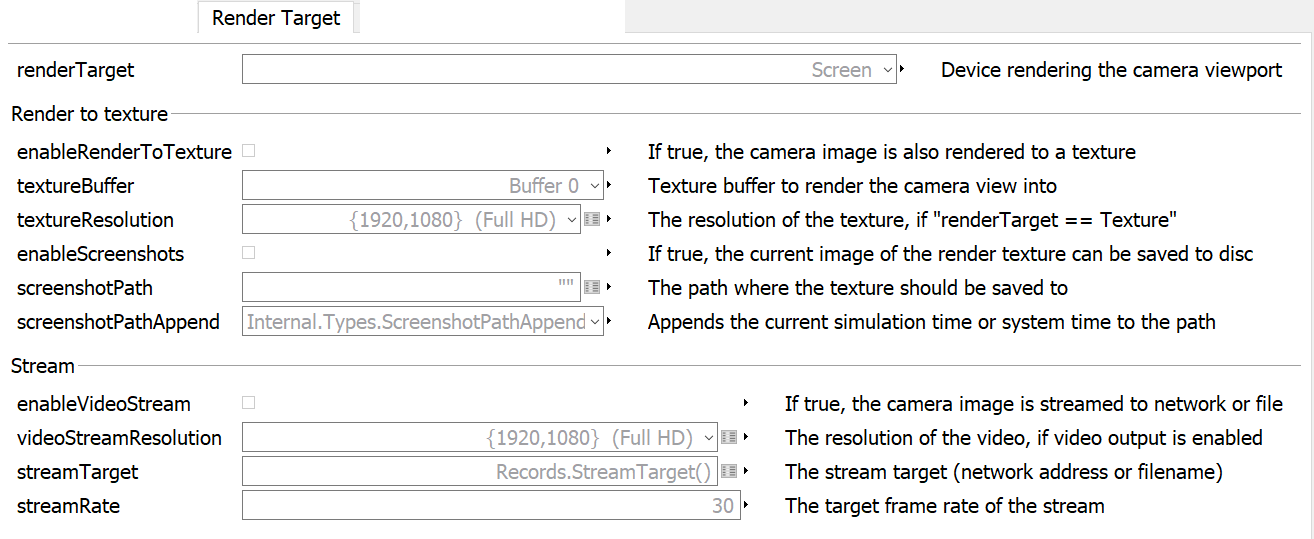 Render Target
renderTarget Screen Device rendering the camera viewport
Render to texture
enableRenderToTexture If true, the camera image is also rendered to a texture
textureBuffer Buffer 0 Texture buffer to render the camera view into
textureResolution {1920,1080} (Full HD) The resolution of the texture, if "renderTarget == Texture"
enableScreenshots If true, the current image of the render texture can be saved to disc
screenshotPath "" The path where the texture should be saved to
screenshotPathAppend Internal.Types.ScreenshotPathAppend Appends the current simulation time or system time to the path
Stream
enableVideoStream If true, the camera image is streamed to network or file
videoStreamResolution {1920,1080} (Full HD) The resolution of the video, if video output is enabled
streamTarget Records.StreamTarget() The stream target (network address or filename)
streamRate 30 The target frame rate of the stream